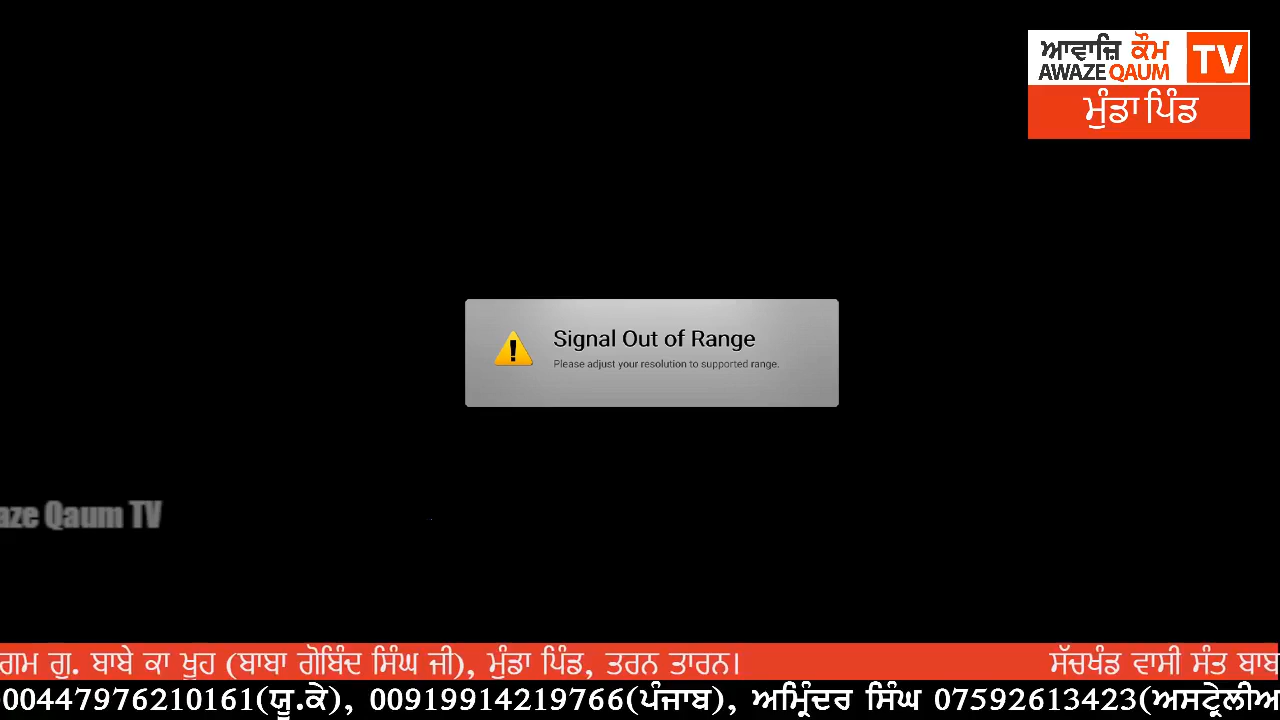 ਆਵਾਜ਼ਿ ਕੌਮ
AWAZE QAUM
TV
ਮੁੰਡਾ ਪਿੰਡ
Signal Out of Range
Please adjust your resolution to supported range.
Qaum TV
ਗੁ. ਬਾਬੇ ਕਾ ਖੂਹ (ਬਾਬਾ ਗੋਬਿੰਦ ਸਿੰਘ ਜੀ), ਮੁੰਡਾ ਪਿੰਡ, ਤਰਨ ਤਾਰਨ। ਸੱਚਖੰਡ ਵਾਸੀ ਸੰਤ
00447976210161(ਯੂ.ਕੇ), 00919914219766(ਪੰਜਾਬ), ਅਮ੍ਰਿੰਦਰ ਸਿੰਘ 07592613423(ਅਸਟ੍ਰੇਲੀਅ